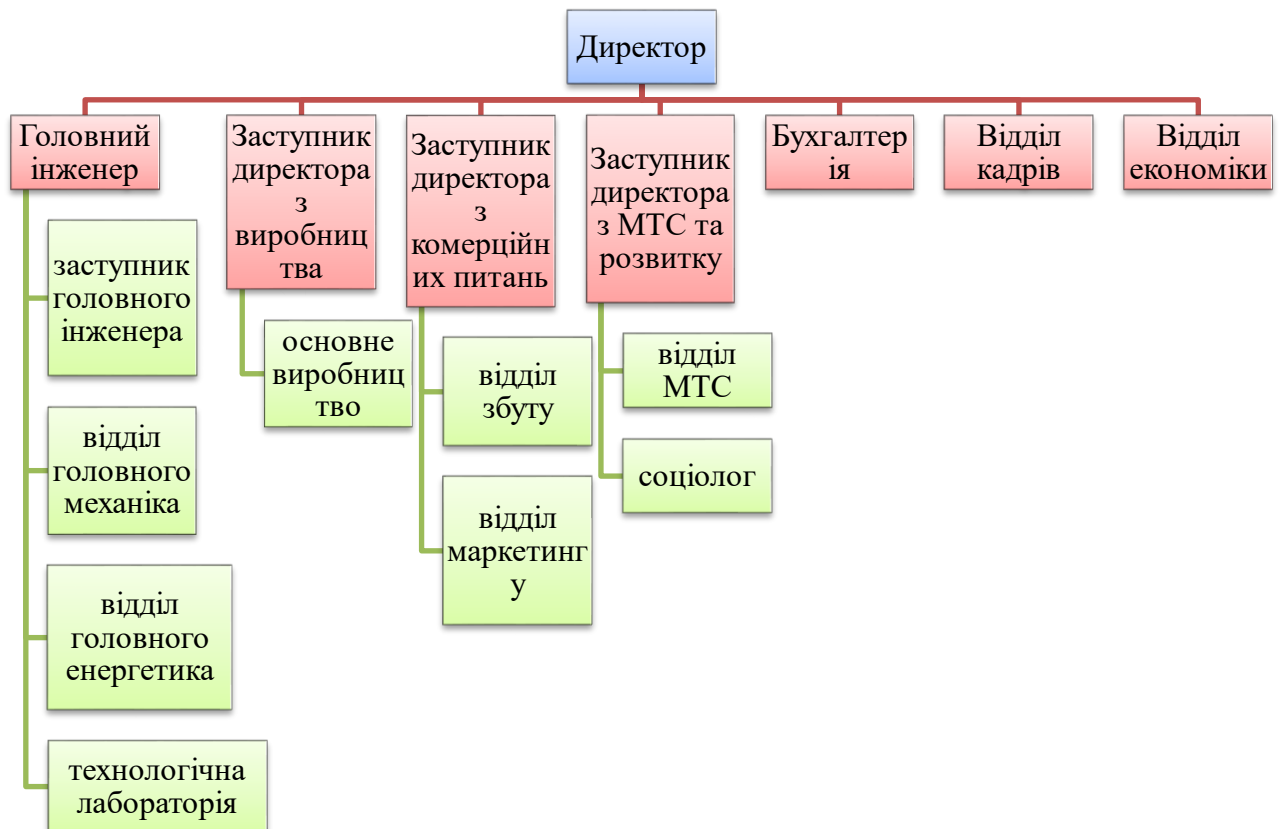 Директор
Головний
інженер
заступник
головного
інженера
відділ
головного
механіка
відділ
головного
енергетика
технологічна
лабораторія
Заступник
директора
з
виробниц
тва
основне
виробниц
тво
Заступник
директора
з
комерційн
их питань
відділ
збуту
відділ
маркетинг
у
Заступник
директора
з МТС та
розвитку
відділ
МТС
соціолог
Бухгалтер
ія
Відділ
кадрів
Відділ
економіки